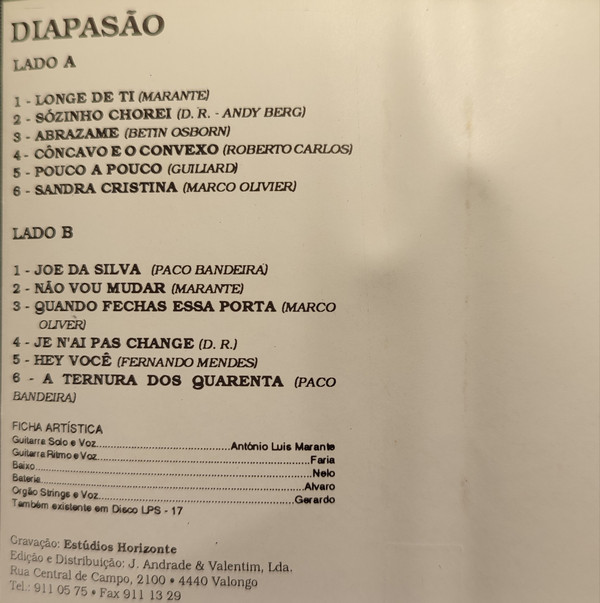 DIAPASÃO
LADO A
1 - LONGE DE TI (MARANTE)
2 - SÓZINHO CHOREI (D. R. - ANDY BERG)
3 - ABRAZAME (BETIN OSBORN)
4 - CÔNCAVO E O CONVEXO (ROBERTO CARLOS)
5 - POUCO A POUCO (GUILIARD)
6 - SANDRA CRISTINA (MARCO OLIVIER)
LADO B
1 - JOE DA SILVA (PACO BANDEIRA)
2 - NÃO VOU MUDAR (MARANTE)
3 - QUANDO FECHAS ESSA PORTA (MARCO
OLIVER)
4 - JE N'AI PAS CHANGE (D. R.)
5 - HEY VOCÊ (FERNANDO MENDES)
6 - A TERNURA DOS QUARENTA (PACO
BANDEIRA)
FICHA ARTÍSTICA
Guitarra Solo e Voz...............................António Luis Marante
Guitarra Ritmo e Voz..................................................Faria
Baixo.......................................................................Nelo
Bateria...................................................................Alvaro
Orgão Strings e Voz..............................................Gerardo
Também existente em Disco LPS - 17
Gravação: Estúdios Horizonte
Edição e Distribuição: J. Andrade & Valentim, Lda.
Rua Central de Campo, 2100 • 4440 Valongo
Tel.: 911 05 75 • Fax 911 13 29